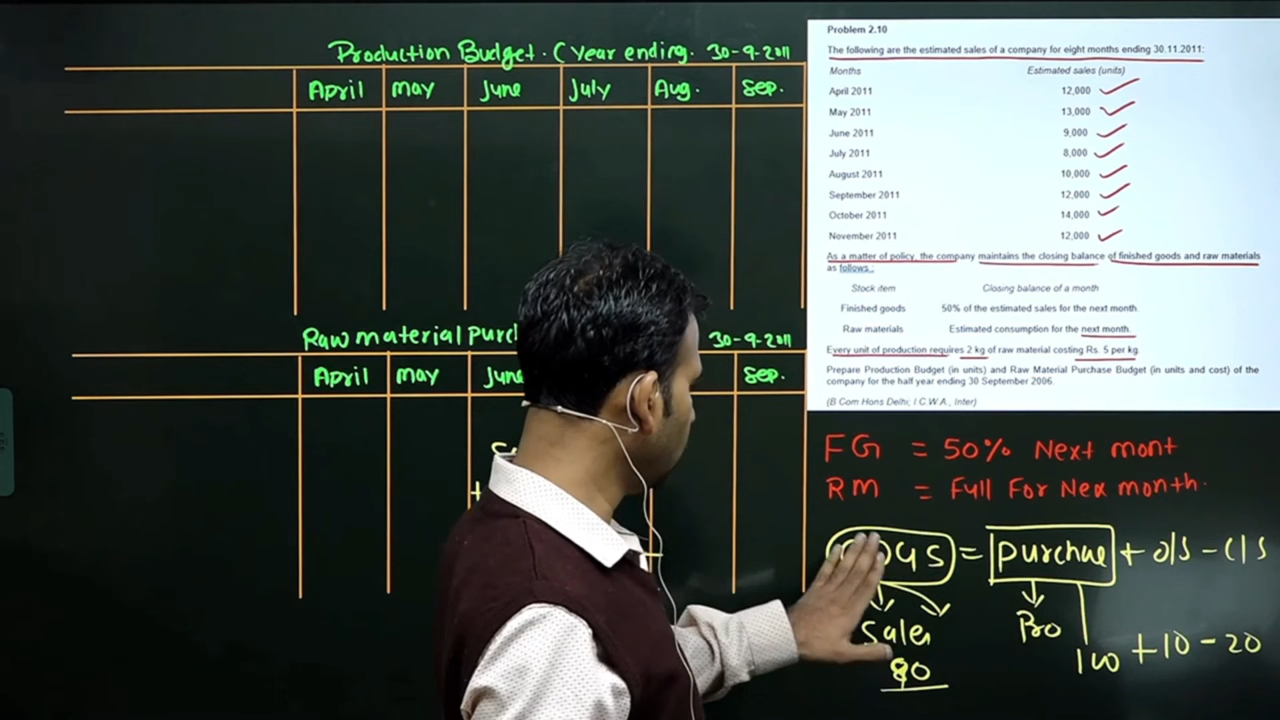 Production Budget. (Year ending. 30-9-2011
April May June July Aug. Sep.
Raw material Purc 30-9-2011
April May June Sep.
Problem 2.10
The following are the estimated sales of a company for eight months ending 30.11.2011:
Months Estimated sales (units)
April 2011 12,000
May 2011 13,000
June 2011 9,000
July 2011 8,000
August 2011 10,000
September 2011 12,000
October 2011 14,000
November 2011 12,000
As a matter of policy, the company maintains the closing balance of finished goods and raw materials
as follows :
Stock item Closing balance of a month
Finished goods 50% of the estimated sales for the next month.
Raw materials Estimated consumption for the next month.
Every unit of production requires 2 kg of raw material costing Rs. 5 per kg.
Prepare Production Budget (in units) and Raw Material Purchase Budget (in units and cost) of the
company for the half year ending 30 September 2006.
(B Com Hons Delhi; I C W A., Inter)
FG = 50% Next mont
RM = Full For Nex month.
GS = Purchae + O/S - C/S
Sales Pro
90 100 + 10 - 20